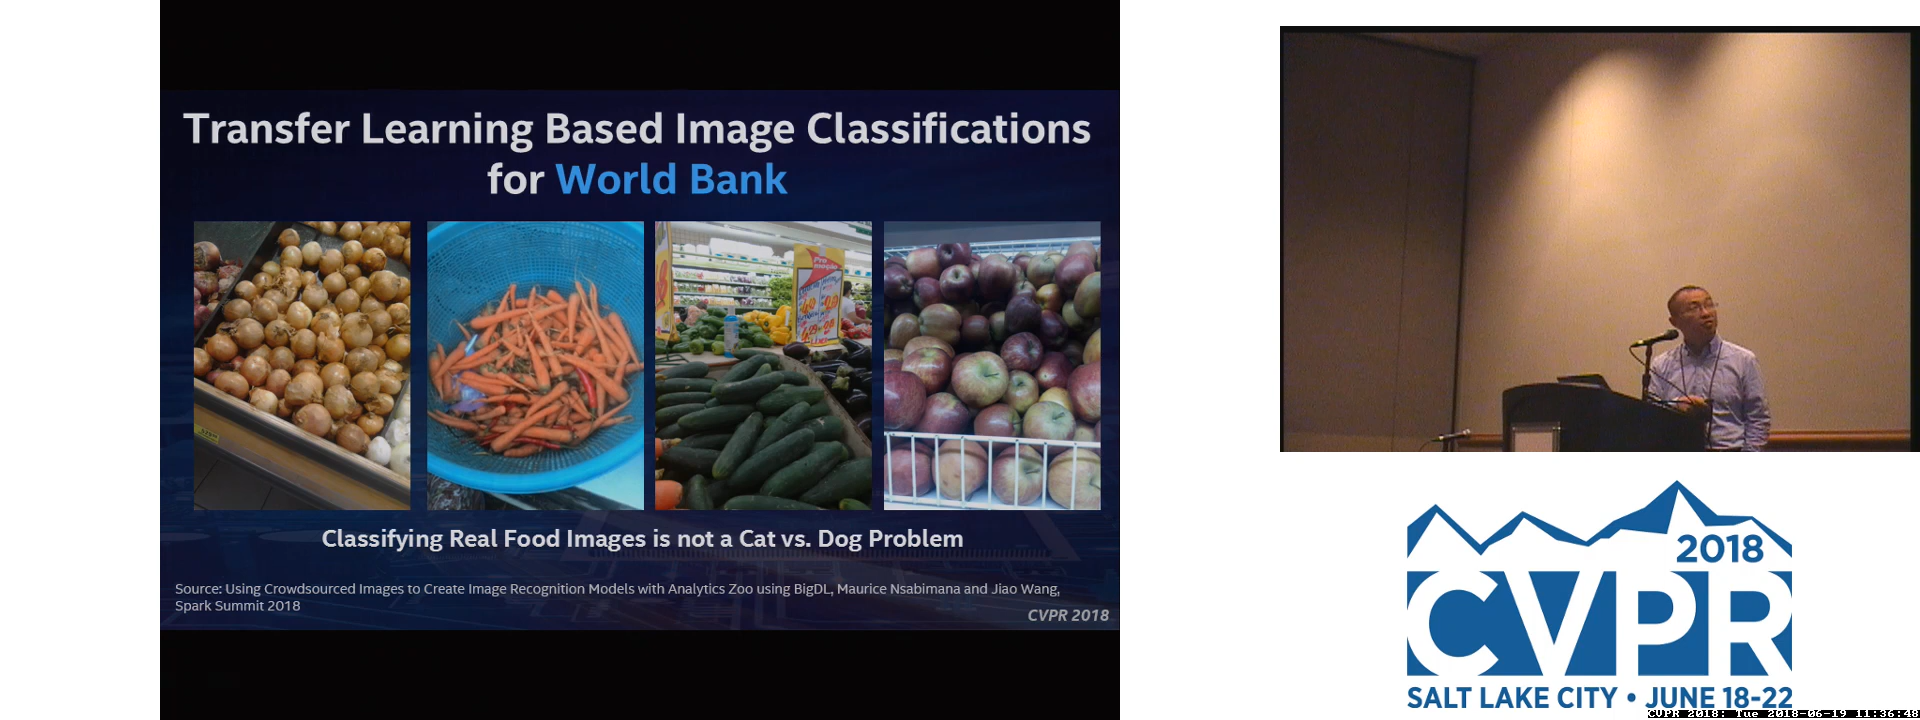 Transfer Learning Based Image Classifications
for World Bank
Pro
moção
Classifying Real Food Images is not a Cat vs. Dog Problem
Source: Using Crowdsourced Images to Create Image Recognition Models with Analytics Zoo using BigDL, Maurice Nsabimana and Jiao Wang,
Spark Summit 2018
CVPR 2018
2018
CVPR
SALT LAKE CITY • JUNE 18-22
CVPR 2018: Tue 2018-06-19 11:36:48